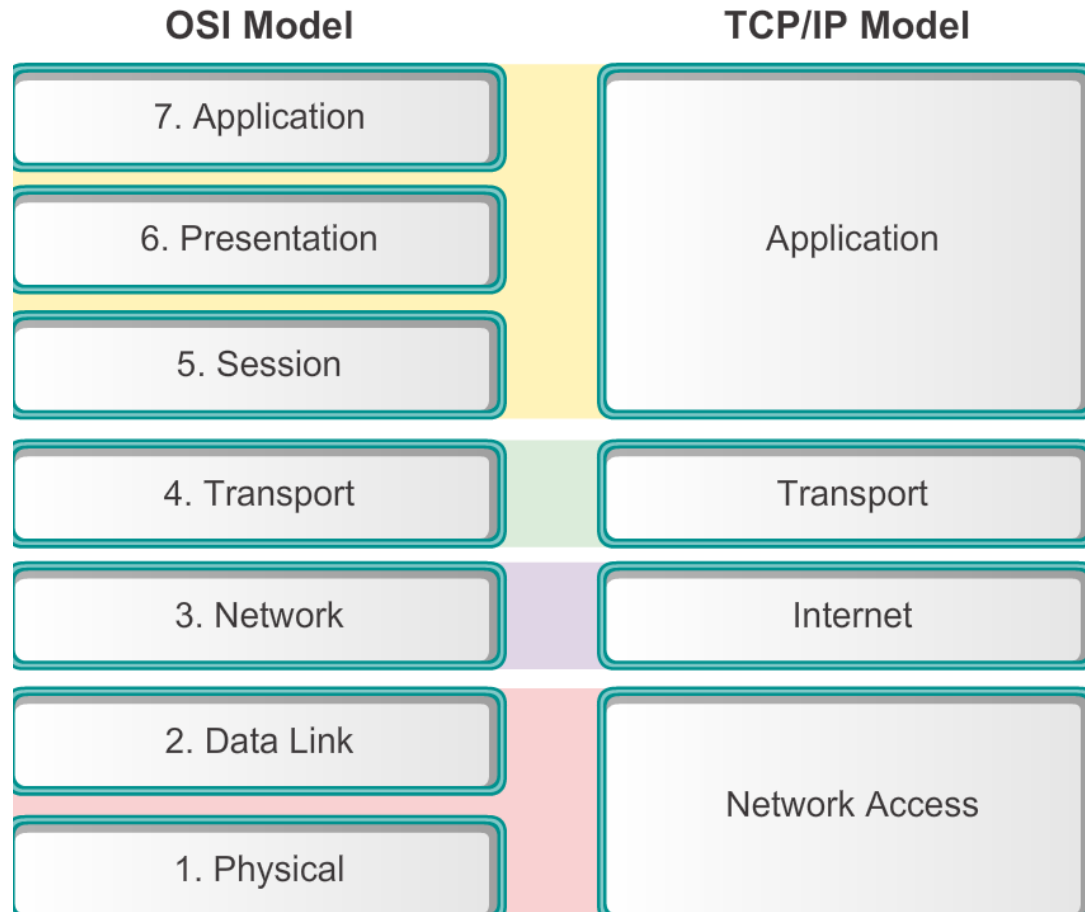 OSI Model
TCP/IP Model
7. Application
6. Presentation
5. Session
4. Transport
3. Network
2. Data Link
1. Physical
Application
Transport
Internet
Network Access